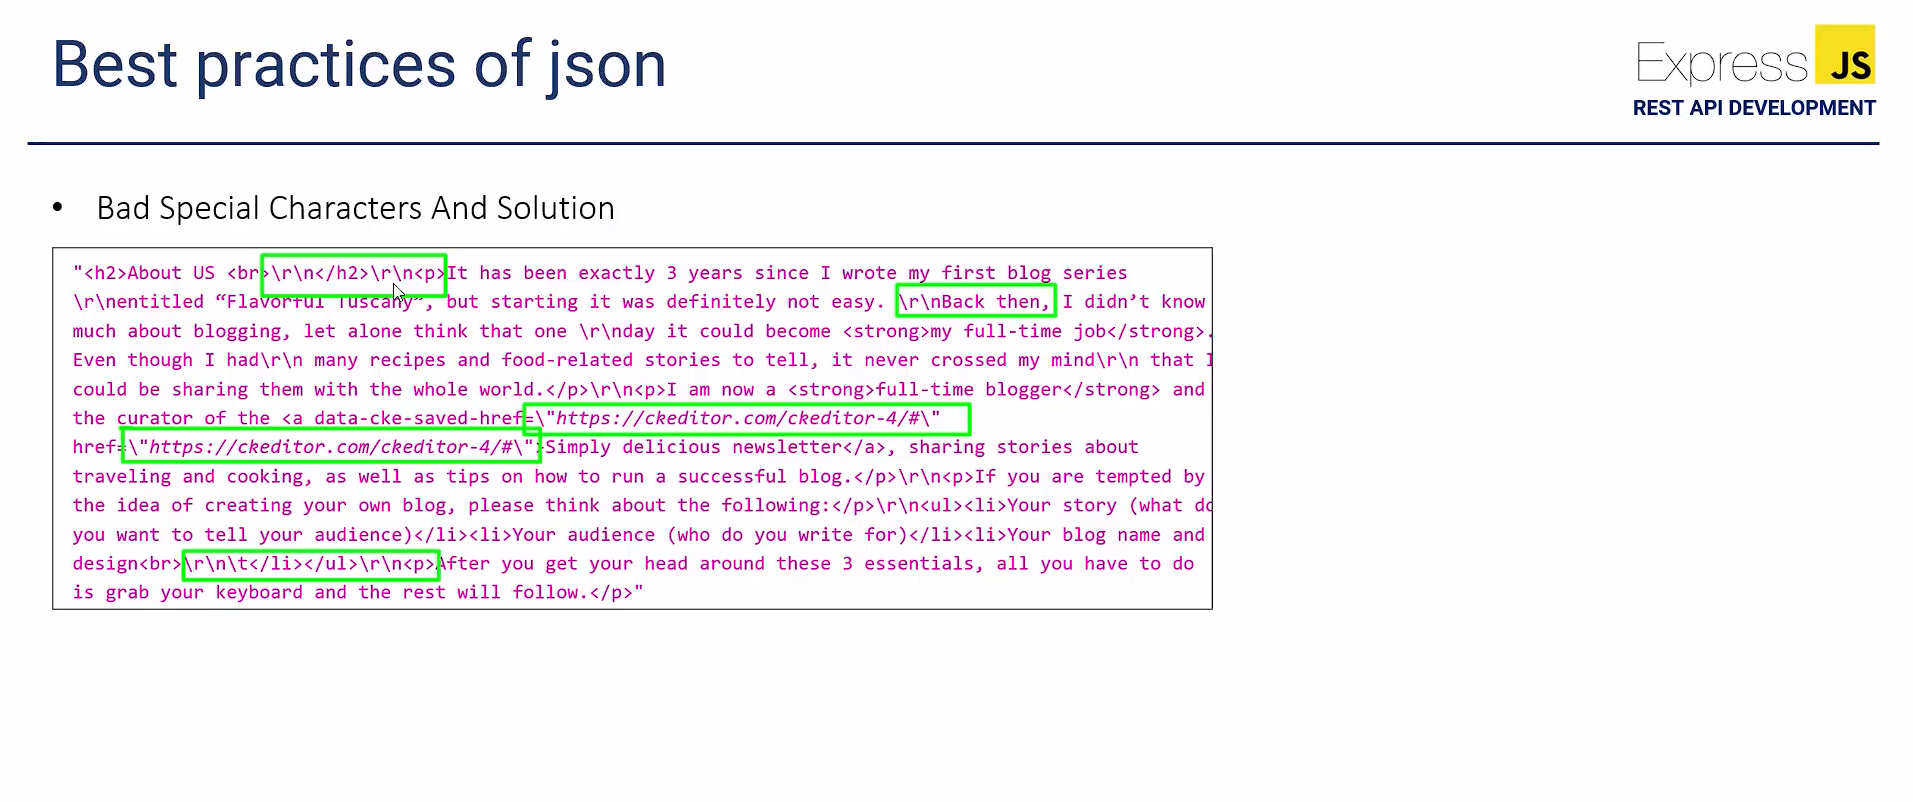 Best practices of json
Express JS
REST API DEVELOPMENT
• Bad Special Characters And Solution
"<h2>About US <br>\r\n</h2>\r\n<p>It has been exactly 3 years since I wrote my first blog series
\r\nentitled “Flavorful Tuscany”, but starting it was definitely not easy. \r\nBack then, I didn’t know
much about blogging, let alone think that one \r\nday it could become <strong>my full-time job</strong>.
Even though I had\r\n many recipes and food-related stories to tell, it never crossed my mind\r\n that I
could be sharing them with the whole world.</p>\r\n<p>I am now a <strong>full-time blogger</strong> and
the curator of the <a data-cke-saved-href=\"https://ckeditor.com/ckeditor-4/#\"
href=\"https://ckeditor.com/ckeditor-4/#\">Simply delicious newsletter</a>, sharing stories about
traveling and cooking, as well as tips on how to run a successful blog.</p>\r\n<p>If you are tempted by
the idea of creating your own blog, please think about the following:</p>\r\n<ul><li>Your story (what do
you want to tell your audience)</li><li>Your audience (who do you write for)</li><li>Your blog name and
design<br>\r\n\t</li></ul>\r\n<p>After you get your head around these 3 essentials, all you have to do
is grab your keyboard and the rest will follow.</p>"